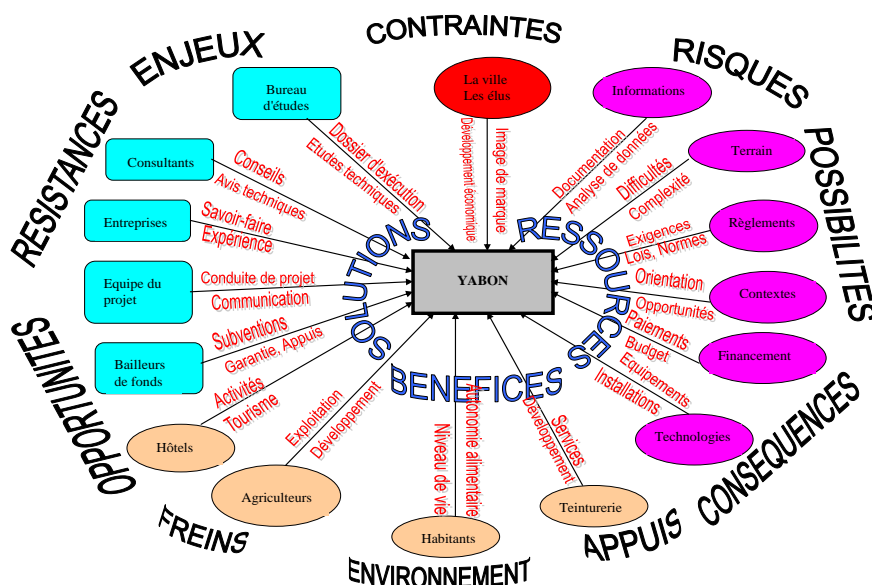 CONTRAINTES
ENJEUX
RISQUES
RESISTANCES
POSSIBILITES
OPPORTUNITES
CONSEQUENCES
FREINS
APPUIS
ENVIRONNEMENT
Bureau
d'études
Dossier d'exécution
Etudes techniques
La ville
Les élus
Développement économique
Image de marque
Informations
Documentation
Analyse de données
Consultants
Conseils
Avis techniques
Terrain
Difficultés
Complexité
Entreprises
Savoir-faire
Expérience
Règlements
Exigences
Lois, Normes
SOLUTIONS
RESSOURCES
BENEFICES
YABON
Equipe du
projet
Conduite de projet
Communication
Contextes
Orientation
Opportunités
Bailleurs
de fonds
Subventions
Garantie, Appuis
Financement
Paiements
Budget
Hôtels
Activités
Tourisme
Technologies
Equipements
Installations
Agriculteurs
Exploitation
Développement
Habitants
Niveau de vie
Autonomie alimentaire
Teinturerie
Services
Développement